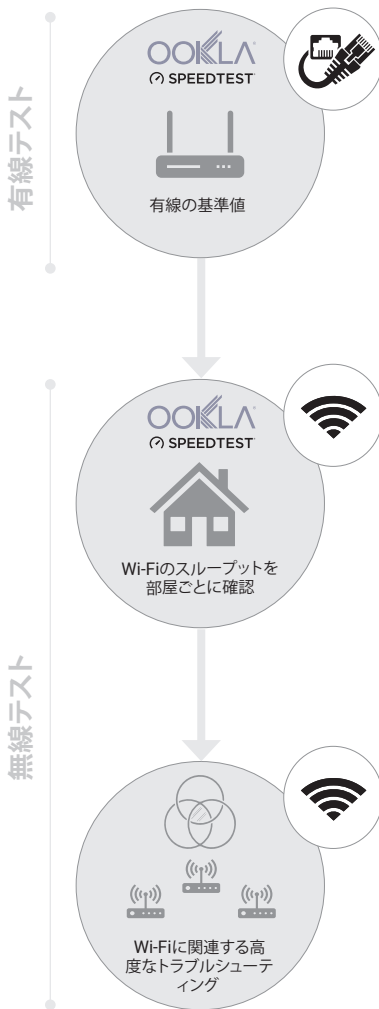 有線テスト
OOKLA
SPEEDTEST
有線の基準値
無線テスト
OOKLA
SPEEDTEST
Wi-Fiのスループットを
部屋ごとに確認
Wi-Fiに関連する高
度なトラブルシューテ
ィング